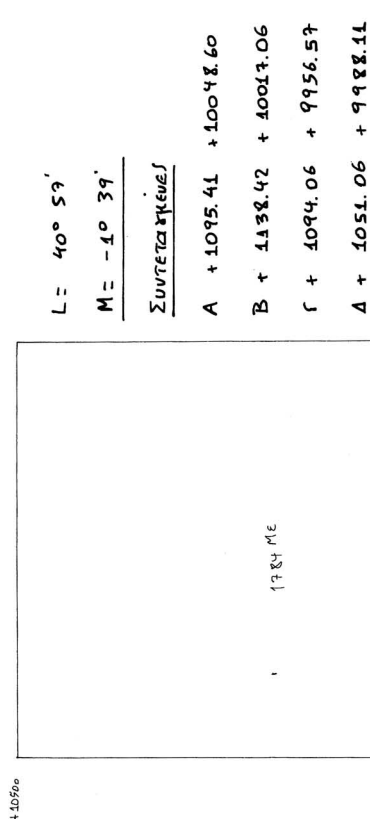 L = 40° 57'
M = -1° 39'
Συντεταγμένες
A + 1095.41 + 10048.60
B + 1138.42 + 10017.06
Γ + 1094.06 + 9956.57
Δ + 1051.06 + 9988.11
1784 ΜΕ
+10500